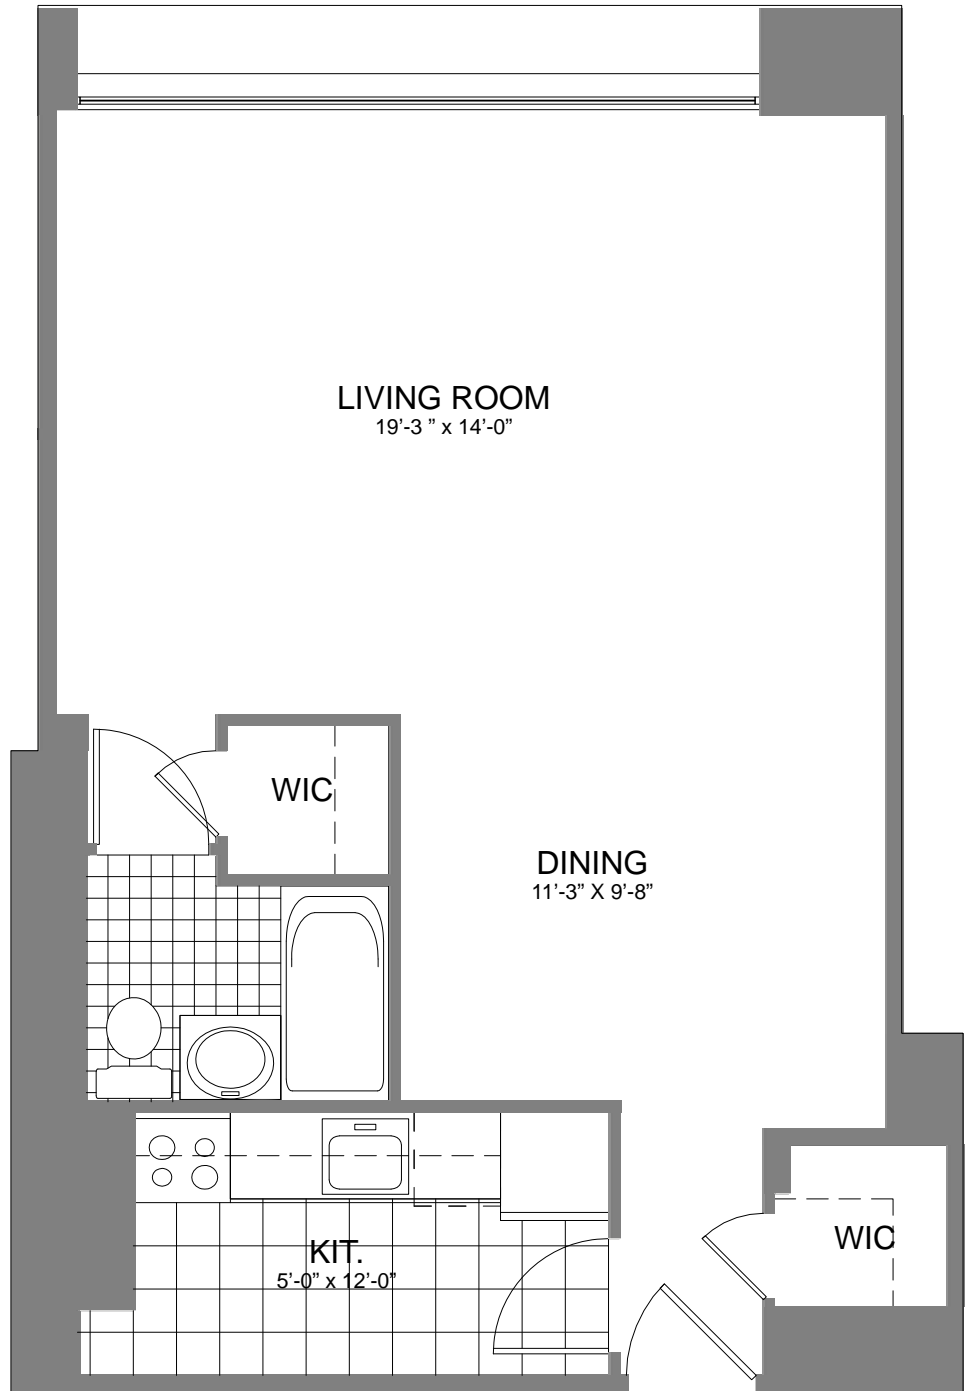 LIVING ROOM
19’-3 ” x 14’-0”
WIC
DINING
11’-3” X 9’-8”
WIC
KIT.
5’-0” x 12’-0”